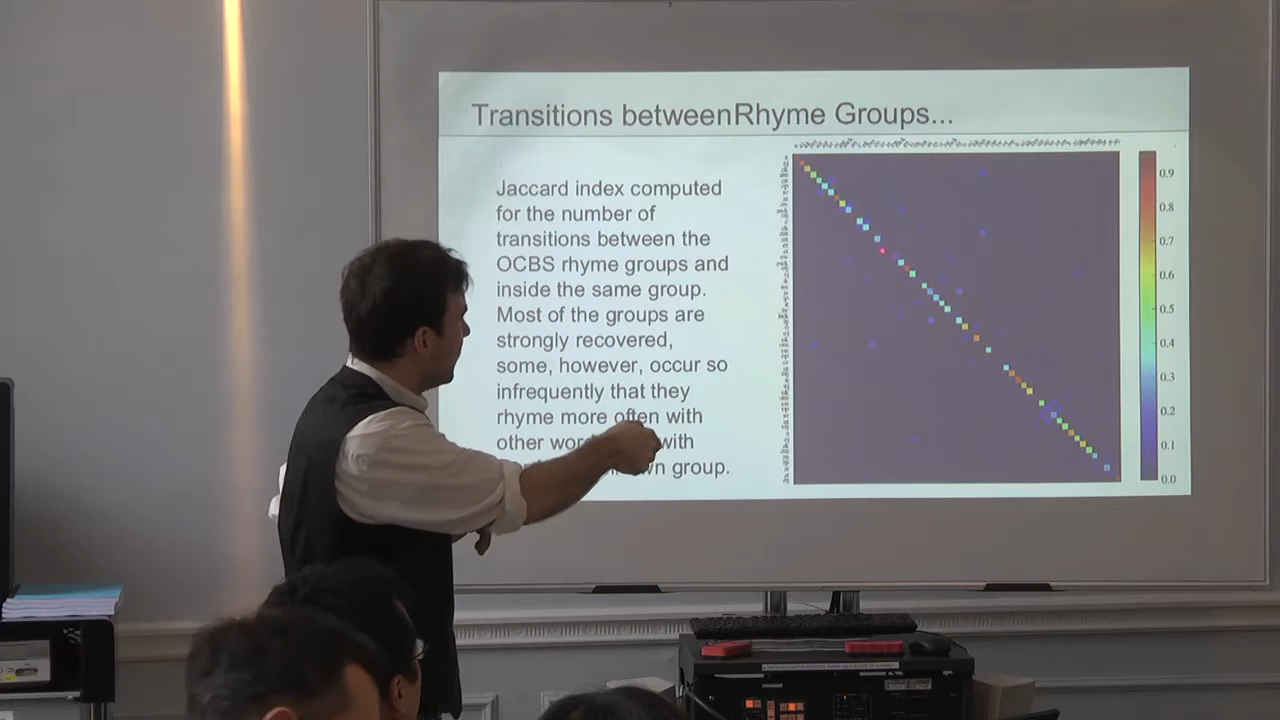 Transitions betweenRhyme Groups...
Jaccard index computed
for the number of
transitions between the
OCBS rhyme groups and
inside the same group.
Most of the groups are
strongly recovered,
some, however, occur so
infrequently that they
rhyme more often with
other with
group.
0.9
0.8
0.7
0.6
0.5
0.4
0.3
0.2
0.1
0.0